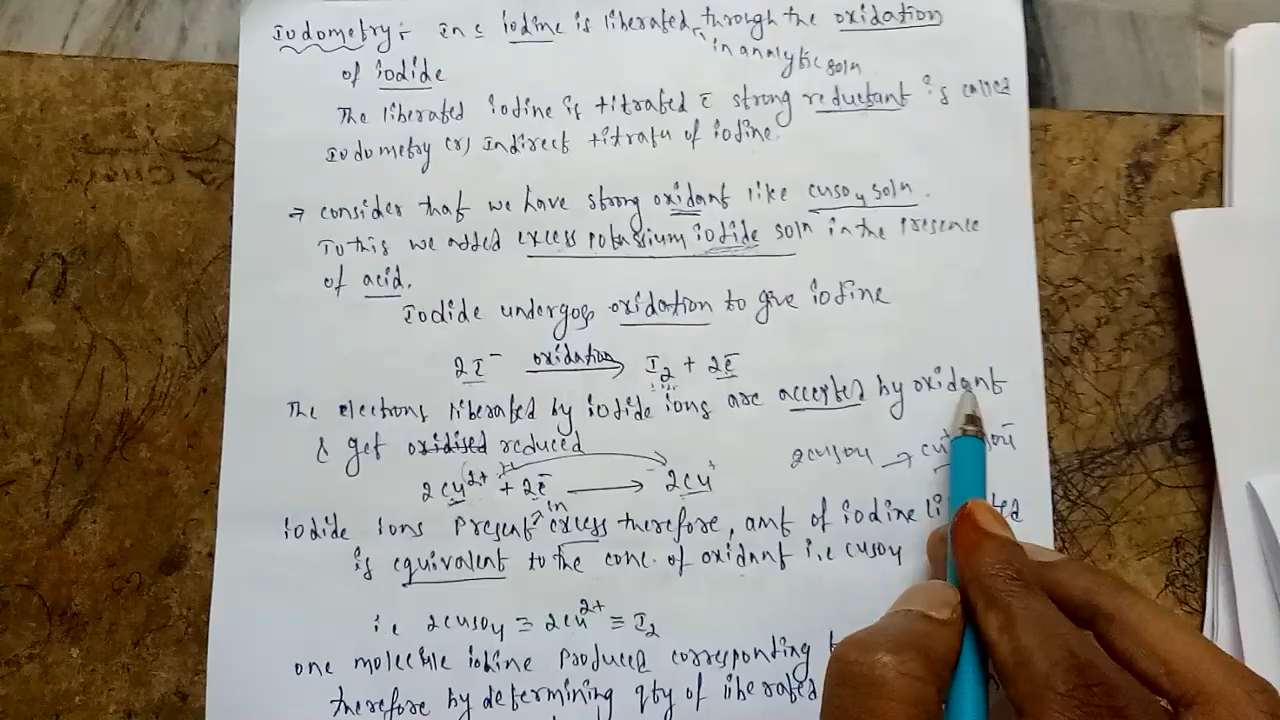 Iodometry :- In c iodine is liberated through the oxidation
in analytic soln
of iodide
The liberated iodine is titrated c̄ strong reductant is called
Iodometry (r) Indirect titratn of iodine.
→ consider that we have strong oxidant like cuso4 soln.
To this we added excess potassium iodide soln in the presence
of acid.
Iodide undergoes oxidation to give iodine
2I⁻ oxidation→ I2 + 2ē
The electrons liberated by iodide ions are accepted by oxidant
& get oxidised reduced
2cuso4 →
2cu²⁺ + 2ē → 2cu⁺
iodide ions present in excess therefore, amt of iodine
is equivalent to the conc. of oxidant i.e cuso4
i.e 2cuso4 ≡ 2cu²⁺ ≡ I2
one molecule iodine produced corresponding
therefore by determining qty of liberated